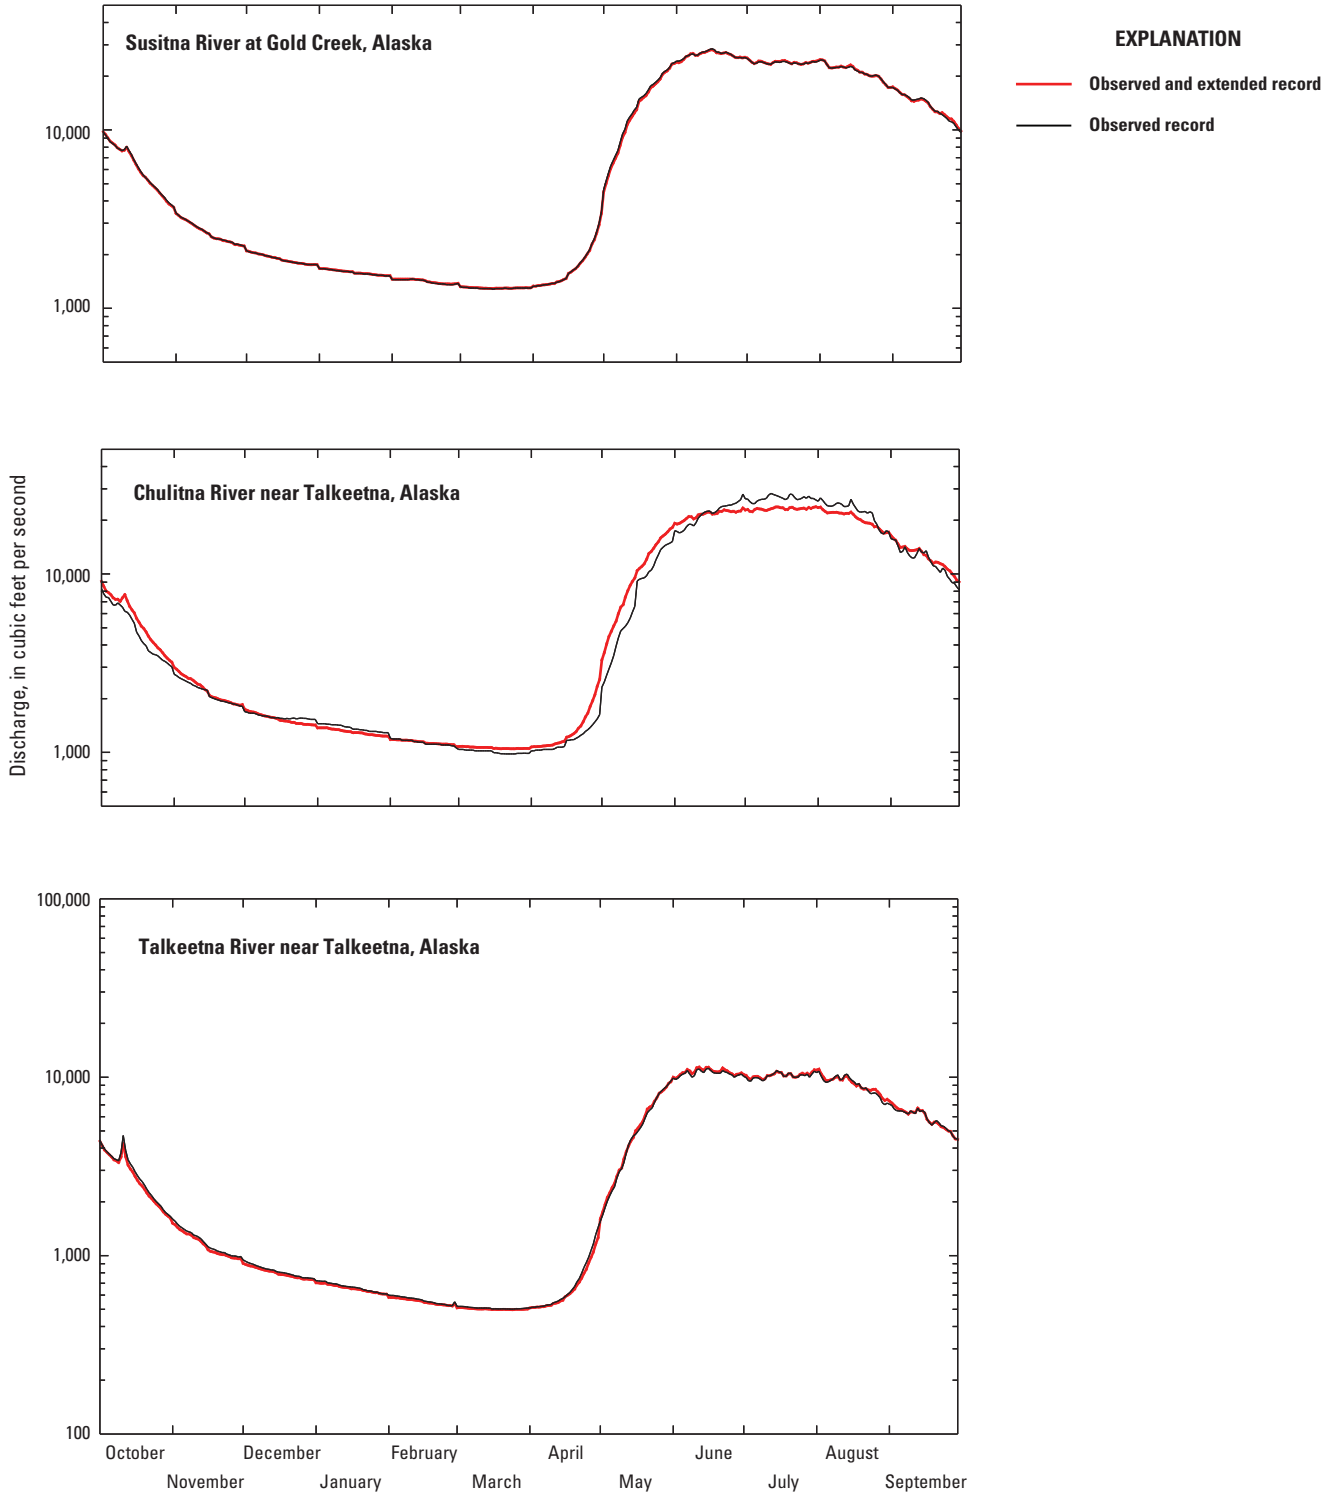 Susitna River at Gold Creek, Alaska
10,000
1,000
EXPLANATION
Observed and extended record
Observed record
Discharge, in cubic feet per second
Chulitna River near Talkeetna, Alaska
10,000
1,000
Talkeetna River near Talkeetna, Alaska
100,000
10,000
1,000
100
October December February April June August
November January March May July September